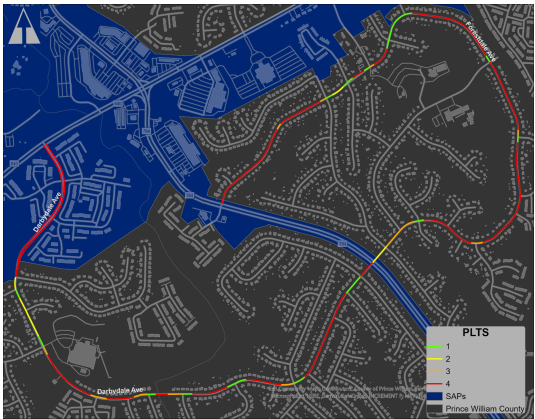 Forestdale Ave
Darbydale Ave
Darbydale Ave
PLTS
1
2
3
4
SAPs
Prince William County